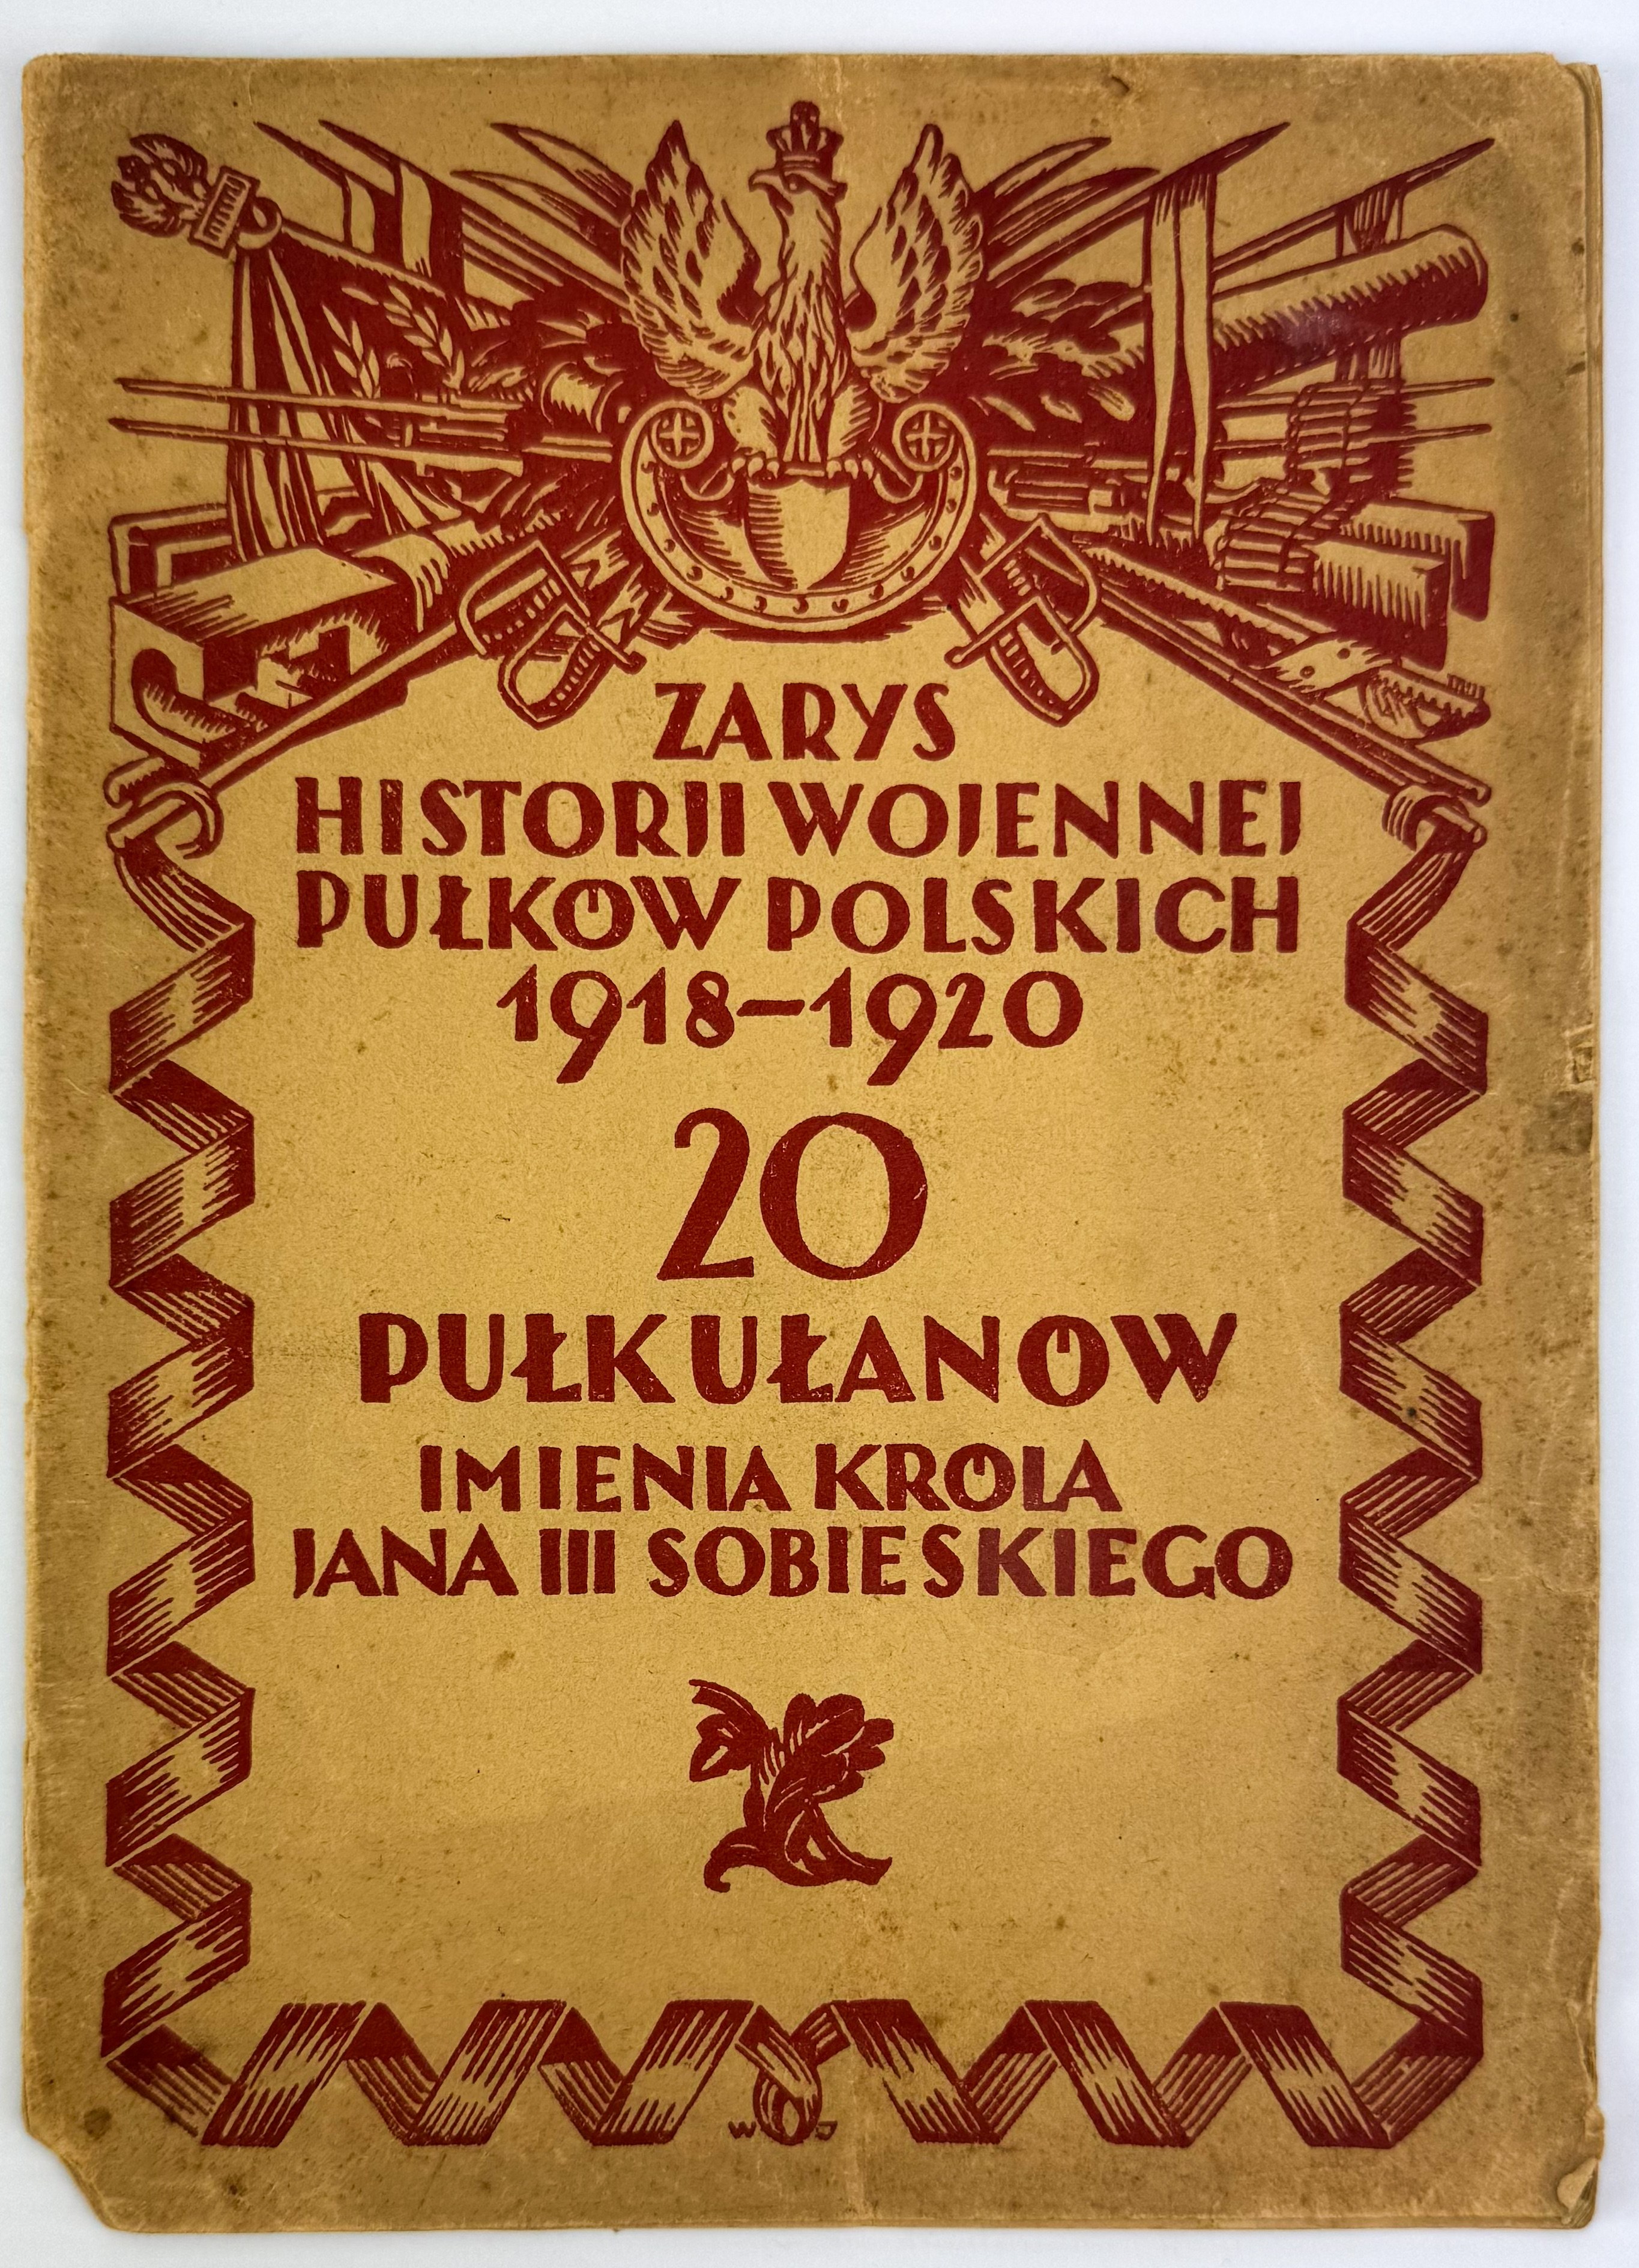 ZARYS
HISTORJI WOJENNEJ
PUŁKÓW POLSKICH
1918—1920
20
PUŁK UŁANÓW
IMIENIA KRÓLA
JANA III SOBIESKIEGO